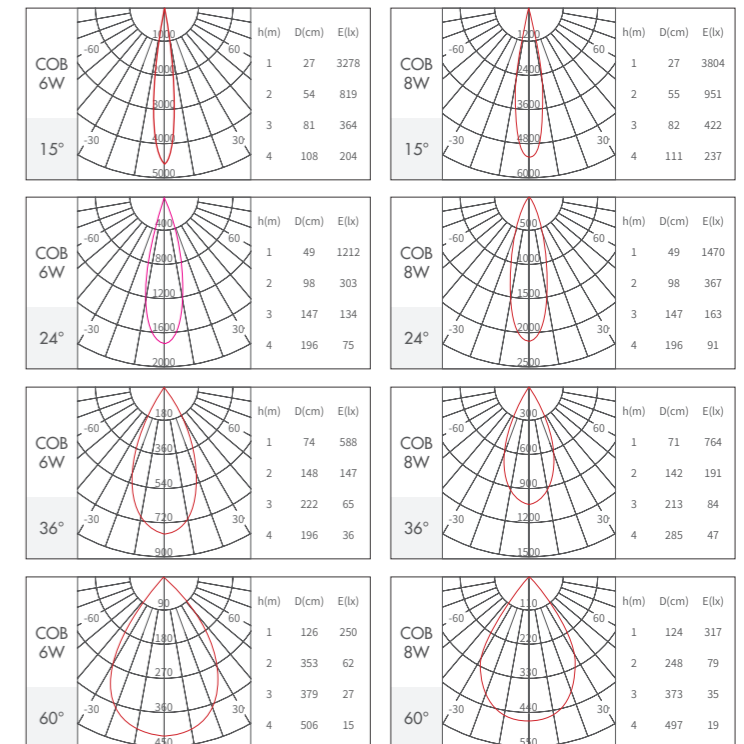 COB
6W
15°
-60
60
-30
30
1000
2000
3000
4000
5000
h(m) D(cm) E(lx)
1 27 3278
2 54 819
3 81 364
4 108 204
COB
8W
15°
-60
60
-30
30
1200
2400
3600
4800
6000
h(m) D(cm) E(lx)
1 27 3804
2 55 951
3 82 422
4 111 237
COB
6W
24°
-60
60
-30
30
400
800
1200
1600
2000
h(m) D(cm) E(lx)
1 49 1212
2 98 303
3 147 134
4 196 75
COB
8W
24°
-60
60
-30
30
500
1000
1500
2000
2500
h(m) D(cm) E(lx)
1 49 1470
2 98 367
3 147 163
4 196 91
COB
6W
36°
-60
60
-30
30
180
360
540
720
900
h(m) D(cm) E(lx)
1 74 588
2 148 147
3 222 65
4 196 36
COB
8W
36°
-60
60
-30
30
300
600
900
1200
1500
h(m) D(cm) E(lx)
1 71 764
2 142 191
3 213 84
4 285 47
COB
6W
60°
-60
60
-30
30
90
180
270
360
450
h(m) D(cm) E(lx)
1 126 250
2 353 62
3 379 27
4 506 15
COB
8W
60°
-60
60
-30
30
110
220
330
440
550
h(m) D(cm) E(lx)
1 124 317
2 248 79
3 373 35
4 497 19